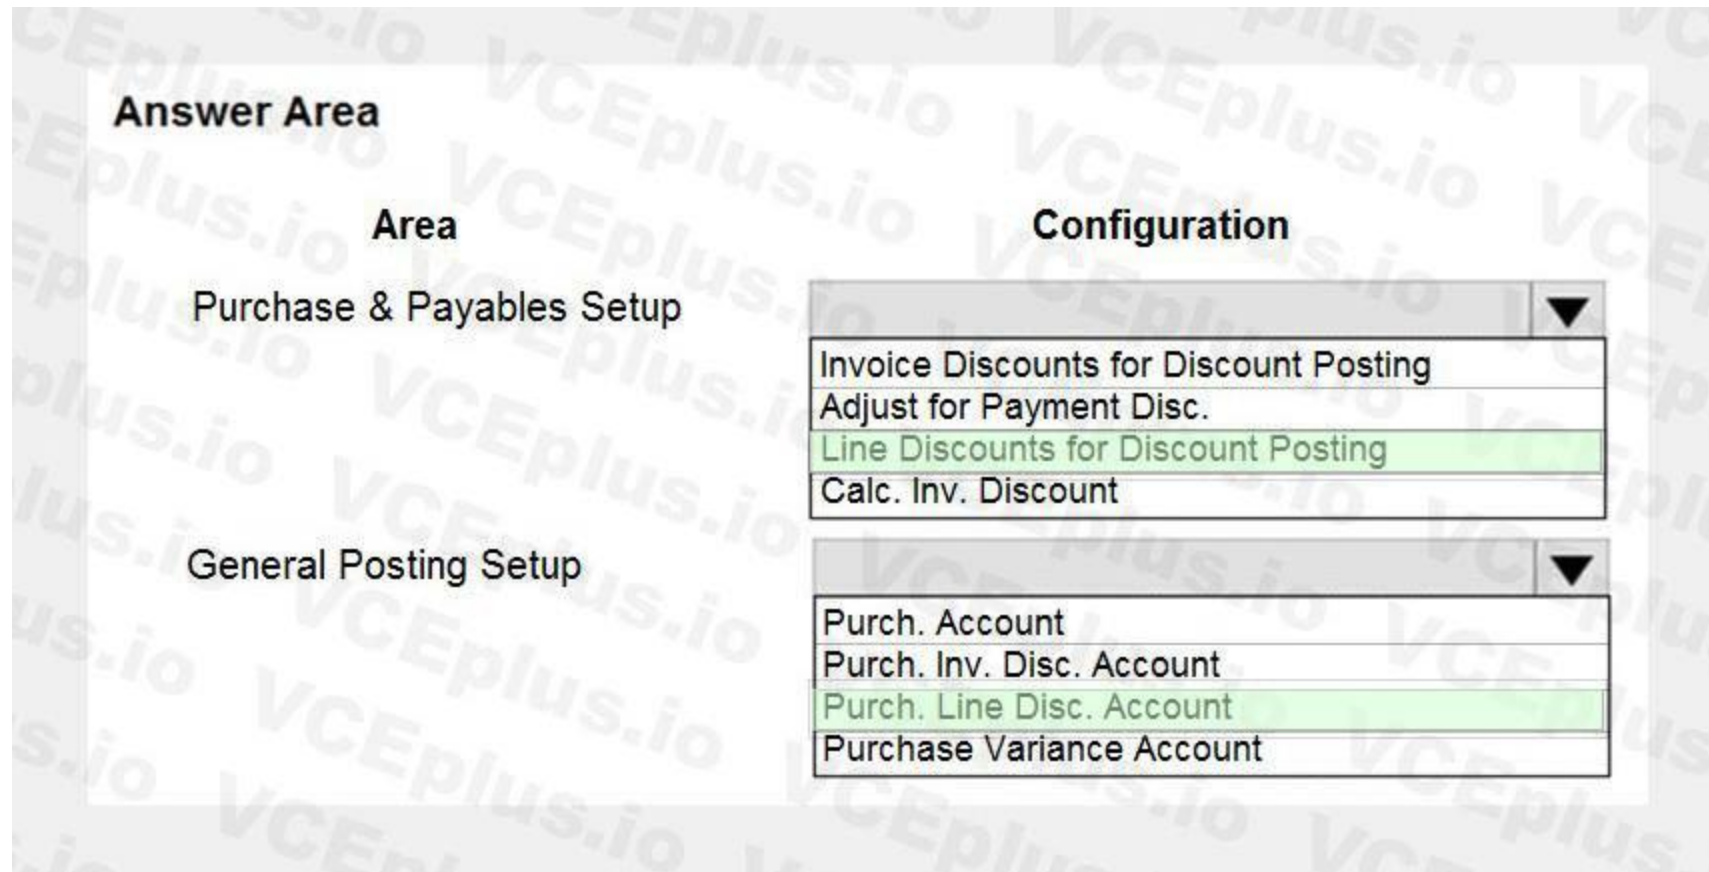 Answer Area
Area Configuration
Purchase & Payables Setup
Invoice Discounts for Discount Posting
Adjust for Payment Disc.
Line Discounts for Discount Posting
Calc. Inv. Discount
General Posting Setup
Purch. Account
Purch. Inv. Disc. Account
Purch. Line Disc. Account
Purchase Variance Account
VCEplus.io